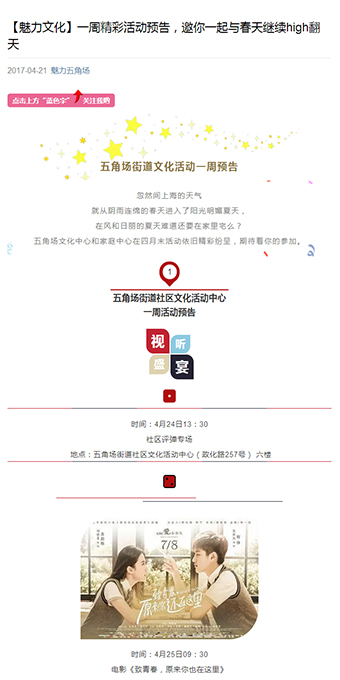 【魅力文化】一周精彩活动预告，邀你一起与春天继续high翻
天
2017-04-21 魅力五角场
点击上方“蓝色字” 关注我哟
五角场街道文化活动一周预告
忽然间上海的天气
就从阴雨连绵的春天进入了阳光明媚夏天，
在风和日丽的夏天难道还要在家里宅么？
五角场文化中心和家庭中心在四月末活动依旧精彩纷呈，期待着你的参加。
1
五角场街道社区文化活动中心
一周活动预告
视 听
盛 宴
时间：4月24日13：30
社区评弹专场
地点：五角场街道社区文化活动中心（政化路257号） 六楼
7/8
致青春
原来你还在这里
时间：4月25日09：30
电影《致青春，原来你也在这里》